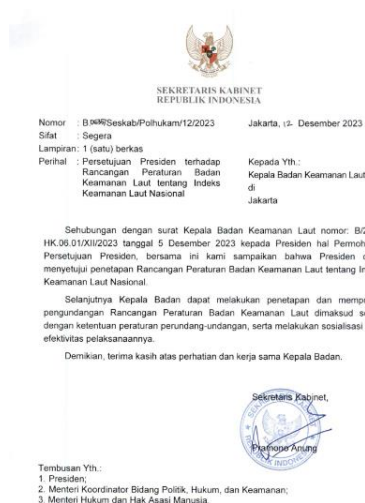 SEKRETARIS KABINET
REPUBLIK INDONESIA
Nomor : B. /Seskab/Polhukam/12/2023 Jakarta, 12 Desember 2023
Sifat : Segera
Lampiran : 1 (satu) berkas
Perihal : Persetujuan Presiden terhadap
Rancangan Peraturan Badan
Keamanan Laut tentang Indeks
Keamanan Laut Nasional
Kepada Yth.:
Kepala Badan Keamanan Laut
di
Jakarta
Sehubungan dengan surat Kepala Badan Keamanan Laut nomor: B/
HK.06.01/XII/2023 tanggal 5 Desember 2023 kepada Presiden hal Permoh
Persetujuan Presiden, bersama ini kami sampaikan bahwa Presiden
menyetujui penetapan Rancangan Peraturan Badan Keamanan Laut tentang
Keamanan Laut Nasional.
Selanjutnya Kepala Badan dapat melakukan penetapan dan memp
pengundangan Rancangan Peraturan Badan Keamanan Laut dimaksud
dengan ketentuan peraturan perundang-undangan, serta melakukan sosialisasi
efektivitas pelaksanaannya.
Demikian, terima kasih atas perhatian dan kerja sama Kepala Badan.
Sekretaris Kabinet,
Pramono Anung
Tembusan Yth.:
1. Presiden;
2. Menteri Koordinator Bidang Politik, Hukum, dan Keamanan;
3. Menteri Hukum dan Hak Asasi Manusia.